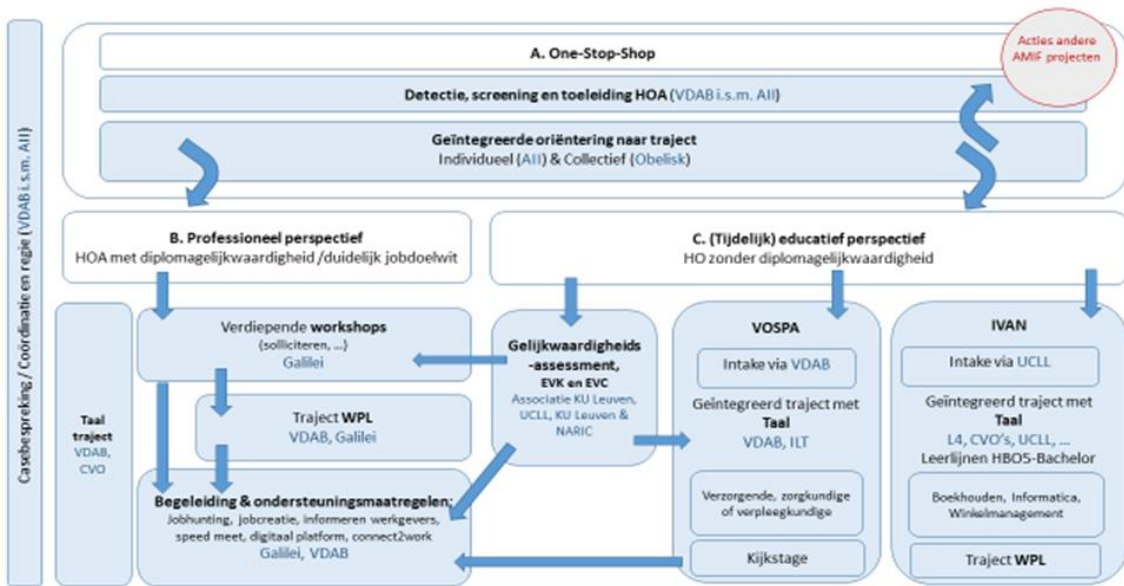 Casebespreking / Coördinatie en regie (VDAB i.s.m. AII)
A. One-Stop-Shop
Acties andere
AMIF projecten
Detectie, screening en toeleiding HOA (VDAB i.s.m. AII)
Geïntegreerde oriëntering naar traject
Individueel (AII) & Collectief (Obelisk)
B. Professioneel perspectief
HOA met diplomagelijkwaardigheid /duidelijk jobdoelwit
C. (Tijdelijk) educatief perspectief
HO zonder diplomagelijkwaardigheid
Taal
traject
VDAB,
CVO
Verdiepende workshops
(solliciteren, ...)
Galilei
Traject WPL
VDAB, Galilei
Begeleiding & ondersteuningsmaatregelen:
Jobhunting, jobcreatie, informeren werkgevers,
speed meet, digitaal platform, connect2work
Galilei, VDAB
Gelijkwaardigheids
-assessment,
EVK en EVC
Associatie KU Leuven,
UCLL, KU Leuven &
NARIC
VOSPA
Intake via VDAB
Geïntegreerd traject met
Taal
VDAB, ILT
Verzorgende, zorgkundige
of verpleegkundige
Kijkstage
IVAN
Intake via UCLL
Geïntegreerd traject met
Taal
L4, CVO's, UCLL, ...
Leerlijnen HBO5-Bachelor
Boekhouden, Informatica,
Winkelmanagement
Traject WPL